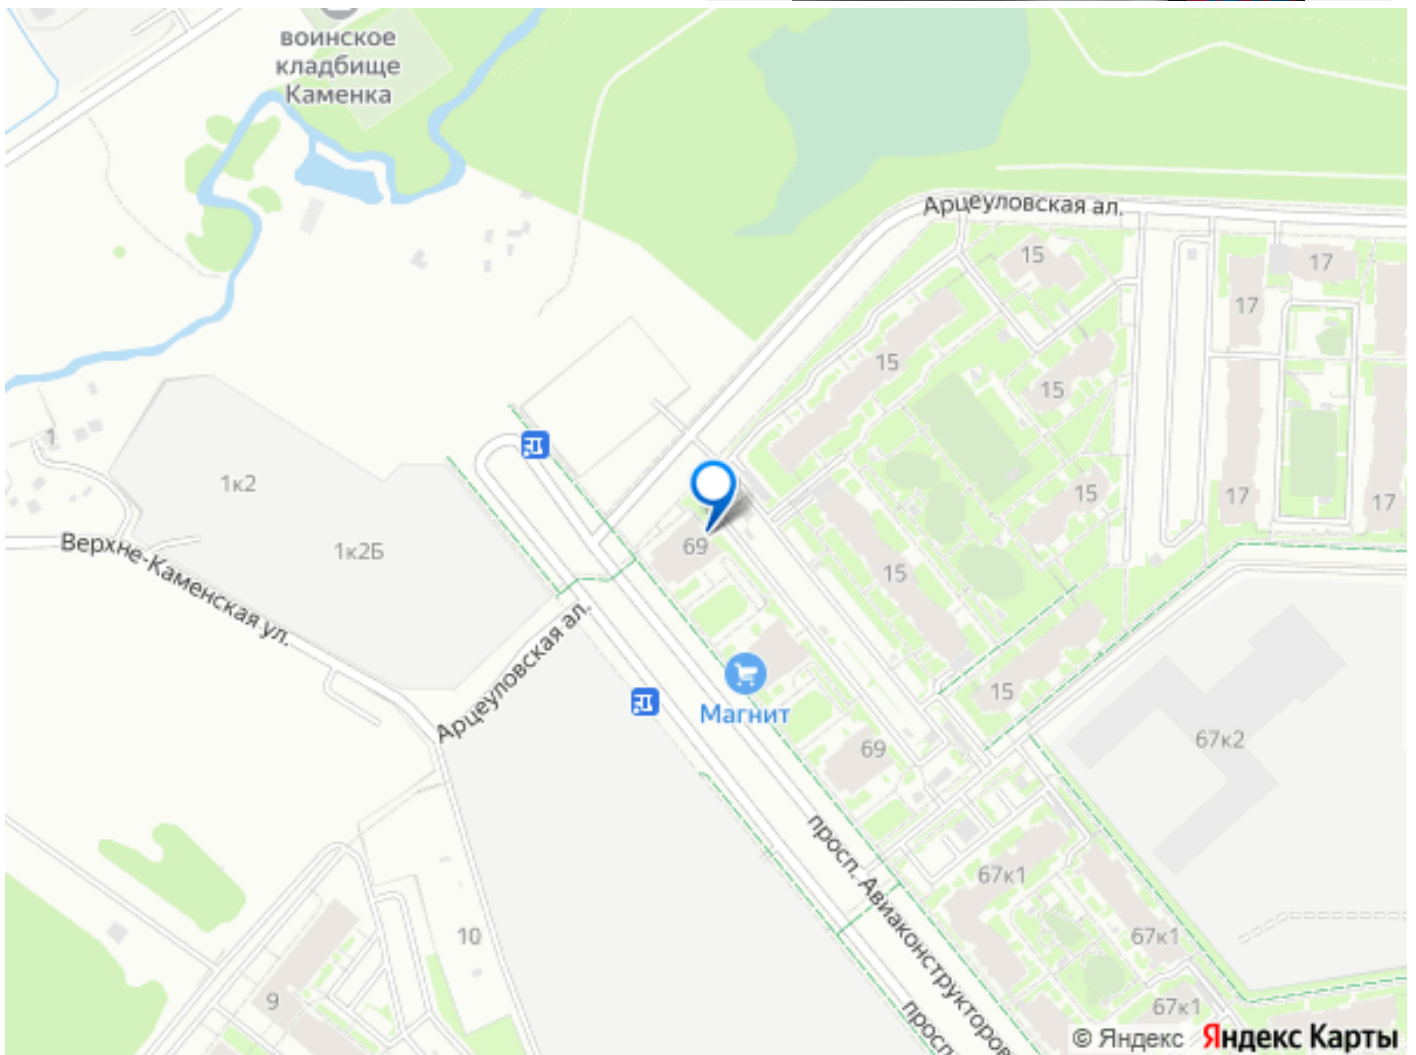 воинское
кладбище
Каменка
Арцеуловская ал.
15
17
17
15
15
1
1к2
15
17
17
1к2Б
69
15
Верхне-Каменская ул.
Арцеуловская ал.
15
Магнит
67к2
69
просп. Авиаконструкторов
67к1
10
67к1
9
67к1
просп.
© Яндекс Яндекс Карты